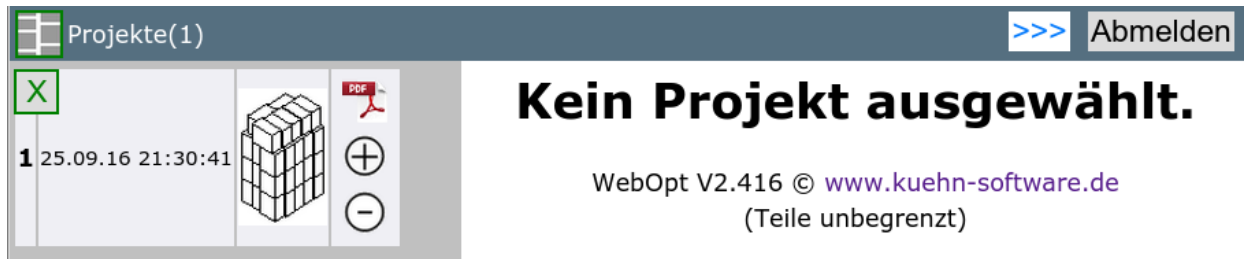 Projekte(1)
>>> Abmelden
X
PDF
1 25.09.16 21:30:41
Kein Projekt ausgewählt.
WebOpt V2.416 © www.kuehn-software.de
(Teile unbegrenzt)